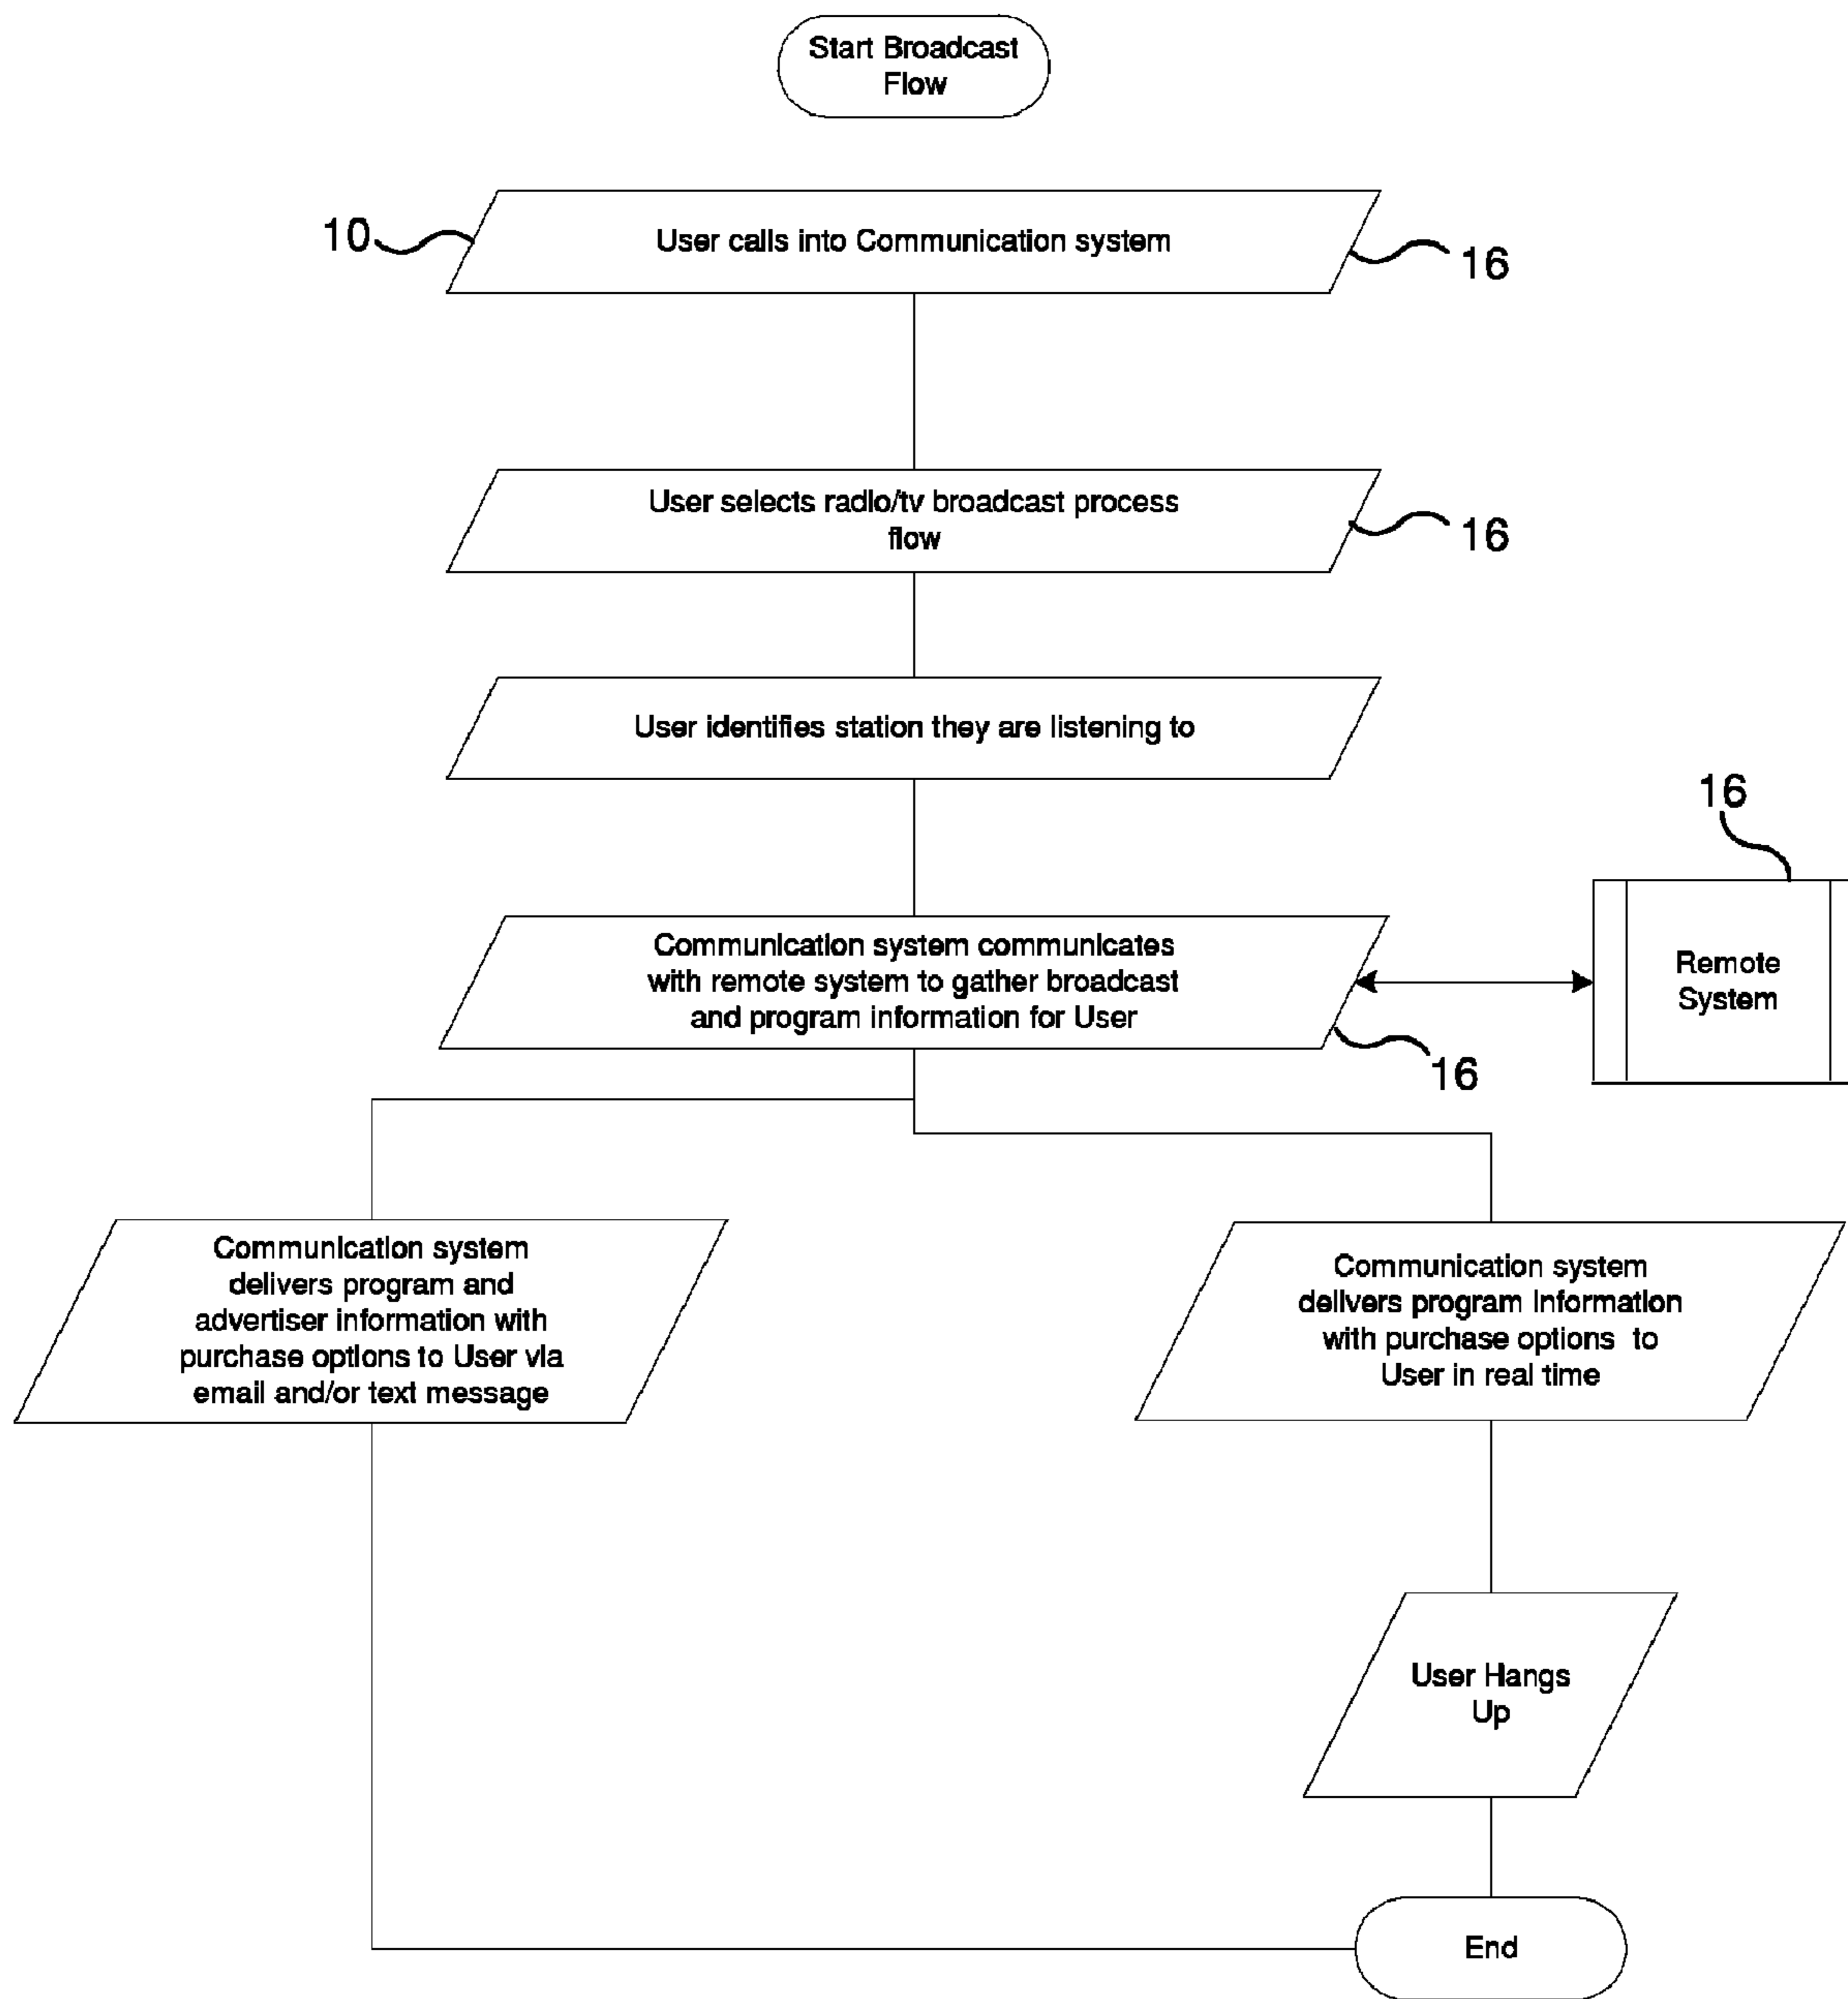 Start Broadcast
Flow
10
User calls into Communication system
16
User selects radio/tv broadcast process
flow
16
User identifies station they are listening to
16
Communication system communicates
with remote system to gather broadcast
and program information for User
Remote
System
16
Communication system
delivers program and
advertiser information with
purchase options to User via
email and/or text message
Communication system
delivers program information
with purchase options to
User in real time
User Hangs
Up
End